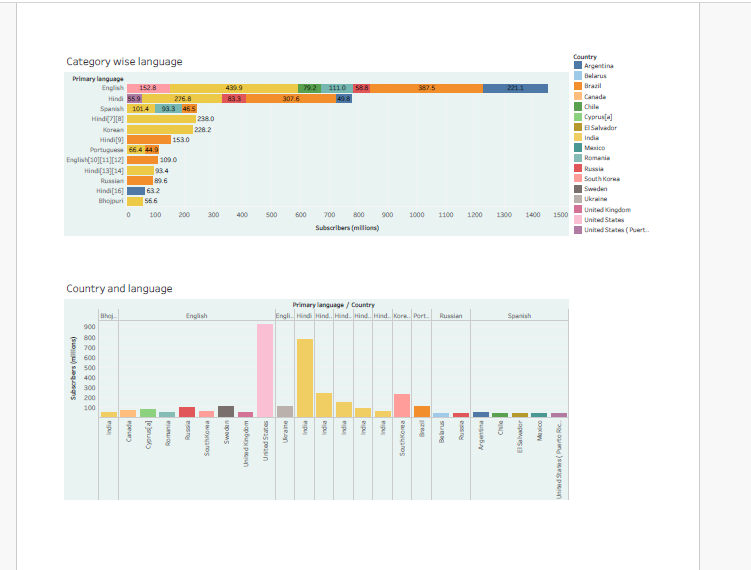 Category wise language
Primary language
English 152.8 439.9 79.2 111.0 58.8 387.5 221.1
Hindi 55.9 276.8 83.3 307.6 49.8
Spanish 101.4 93.3 46.5
Hindi[7][8] 238.0
Korean 228.2
Hindi[9] 153.0
Portuguese 66.4 44.9
English[10][11][12] 109.0
Hindi[13][14] 93.4
Russian 89.6
Hindi[16] 63.2
Bhojpuri 56.6
0 100 200 300 400 500 600 700 800 900 1000 1100 1200 1300 1400 1500
Subscribers (millions)
Country
Argentina
Belarus
Brazil
Canada
Chile
Cyprus[a]
El Salvador
India
Mexico
Romania
Russia
South Korea
Sweden
Ukraine
United Kingdom
United States
United States ( Puert..
Country and language
Primary language / Country
Bhoj.. English Engli.. Hindi Hind.. Hind.. Hind.. Hind.. Kore.. Port.. Russian Spanish
Subscribers (millions)
900
800
700
600
500
400
300
200
100
India Canada Cyprus[a] Romania Russia South Korea Sweden United Kingdom United States Ukraine India India India India India South Korea Brazil Belarus Russia Argentina Chile El Salvador Mexico United States ( Puerto Ric..